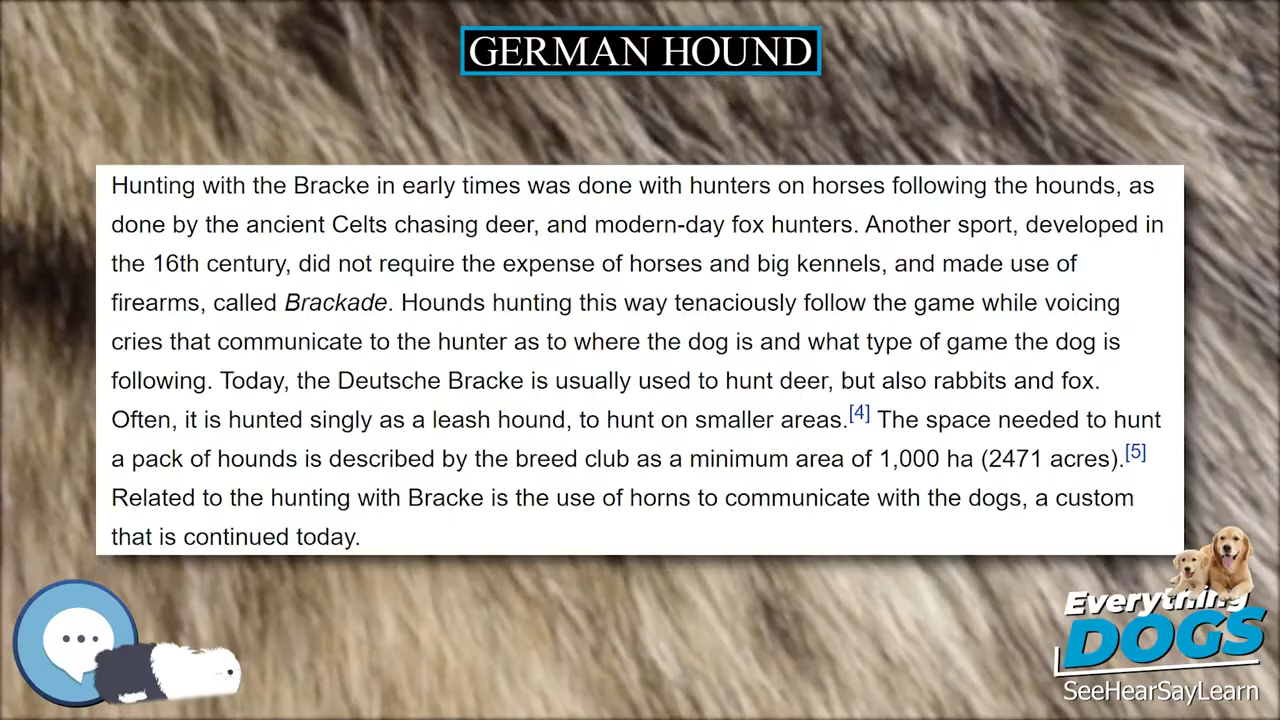 GERMAN HOUND
Hunting with the Bracke in early times was done with hunters on horses following the hounds, as
done by the ancient Celts chasing deer, and modern-day fox hunters. Another sport, developed in
the 16th century, did not require the expense of horses and big kennels, and made use of
firearms, called Brackade. Hounds hunting this way tenaciously follow the game while voicing
cries that communicate to the hunter as to where the dog is and what type of game the dog is
following. Today, the Deutsche Bracke is usually used to hunt deer, but also rabbits and fox.
Often, it is hunted singly as a leash hound, to hunt on smaller areas.[4] The space needed to hunt
a pack of hounds is described by the breed club as a minimum area of 1,000 ha (2471 acres).[5]
Related to the hunting with Bracke is the use of horns to communicate with the dogs, a custom
that is continued today.
Everything
DOGS
SeeHearSayLearn